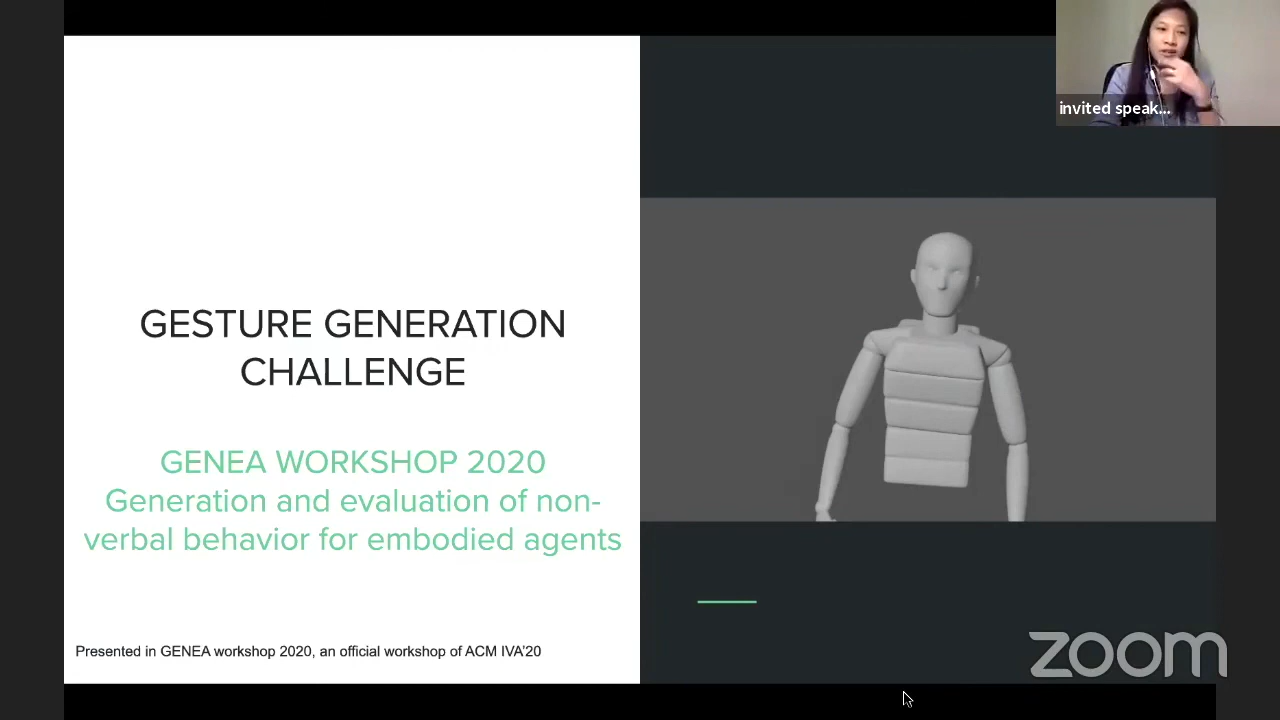 invited speak...
GESTURE GENERATION
CHALLENGE
GENEA WORKSHOP 2020
Generation and evaluation of non-
verbal behavior for embodied agents
Presented in GENEA workshop 2020, an official workshop of ACM IVA'20
zoom